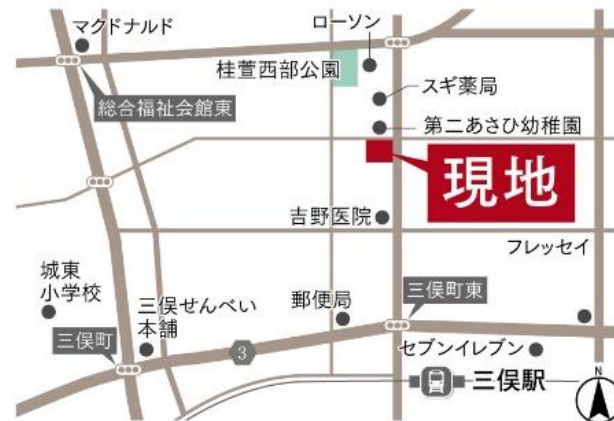 マクドナルド
ローソン
桂萱西部公園
スギ薬局
総合福祉会館東
第二あさひ幼稚園
現地
吉野医院
フレッセイ
城東
小学校
三俣せんべい
本舗
郵便局
三俣町東
三俣町
3
セブンイレブン
三俣駅
N